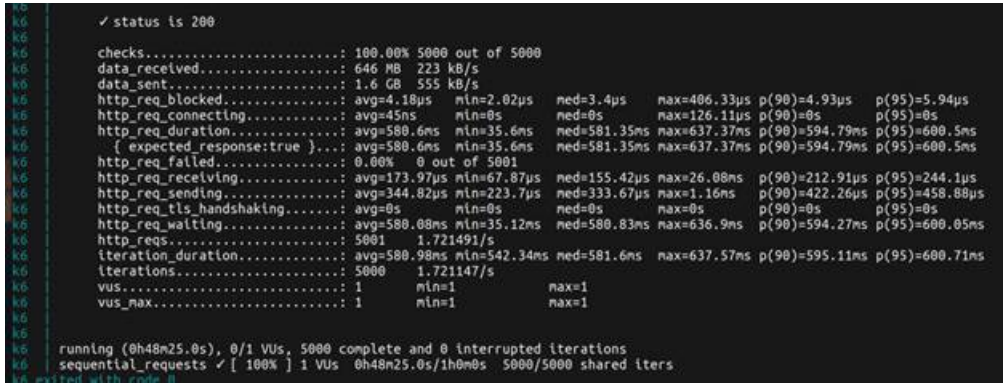 k6 |
k6 | ✓ status is 200
k6 |
k6 | checks.........................: 100.00% 5000 out of 5000
k6 | data_received..................: 646 MB 223 kB/s
k6 | data_sent......................: 1.6 GB 555 kB/s
k6 | http_req_blocked...............: avg=4.18µs min=2.02µs med=3.4µs max=406.33µs p(90)=4.93µs p(95)=5.94µs
k6 | http_req_connecting............: avg=45ns min=0s med=0s max=126.11µs p(90)=0s p(95)=0s
k6 | http_req_duration..............: avg=580.6ms min=35.6ms med=581.35ms max=637.37ms p(90)=594.79ms p(95)=600.5ms
k6 | { expected_response:true }...: avg=580.6ms min=35.6ms med=581.35ms max=637.37ms p(90)=594.79ms p(95)=600.5ms
k6 | http_req_failed................: 0.00% 0 out of 5001
k6 | http_req_receiving.............: avg=173.97µs min=67.87µs med=155.42µs max=26.08ms p(90)=212.91µs p(95)=244.1µs
k6 | http_req_sending...............: avg=344.82µs min=223.7µs med=333.67µs max=1.16ms p(90)=422.26µs p(95)=458.88µs
k6 | http_req_tls_handshaking.......: avg=0s min=0s med=0s max=0s p(90)=0s p(95)=0s
k6 | http_req_waiting...............: avg=580.08ms min=35.12ms med=580.83ms max=636.9ms p(90)=594.27ms p(95)=600.05ms
k6 | http_reqs......................: 5001 1.721491/s
k6 | iteration_duration.............: avg=580.98ms min=542.34ms med=581.6ms max=637.57ms p(90)=595.11ms p(95)=600.71ms
k6 | iterations.....................: 5000 1.721147/s
k6 | vus............................: 1 min=1 max=1
k6 | vus_max........................: 1 min=1 max=1
k6 |
k6 |
k6 | running (0h48m25.0s), 0/1 VUs, 5000 complete and 0 interrupted iterations
k6 | sequential_requests ✓ [ 100% ] 1 VUs 0h48m25.0s/1h0m0s 5000/5000 shared iters
k6 exited with code 0